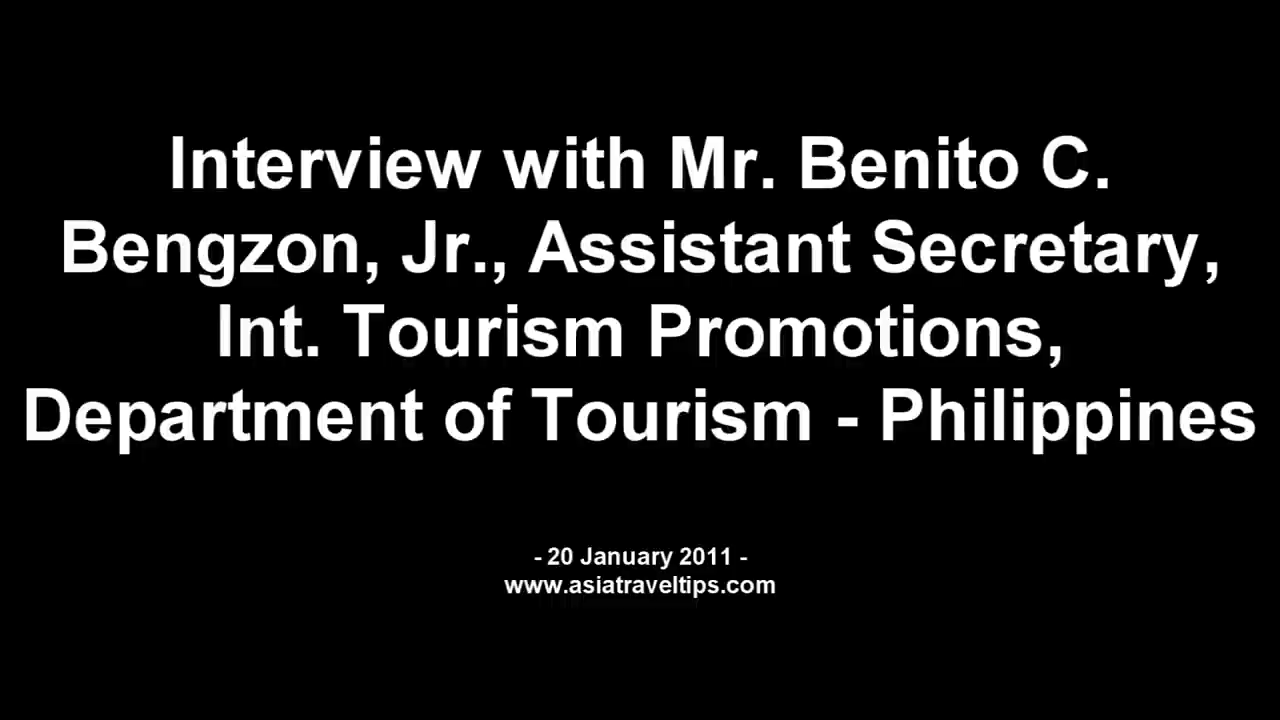 Interview with Mr. Benito C.
Bengzon, Jr., Assistant Secretary,
Int. Tourism Promotions,
Department of Tourism - Philippines
- 20 January 2011 -
www.asiatraveltips.com